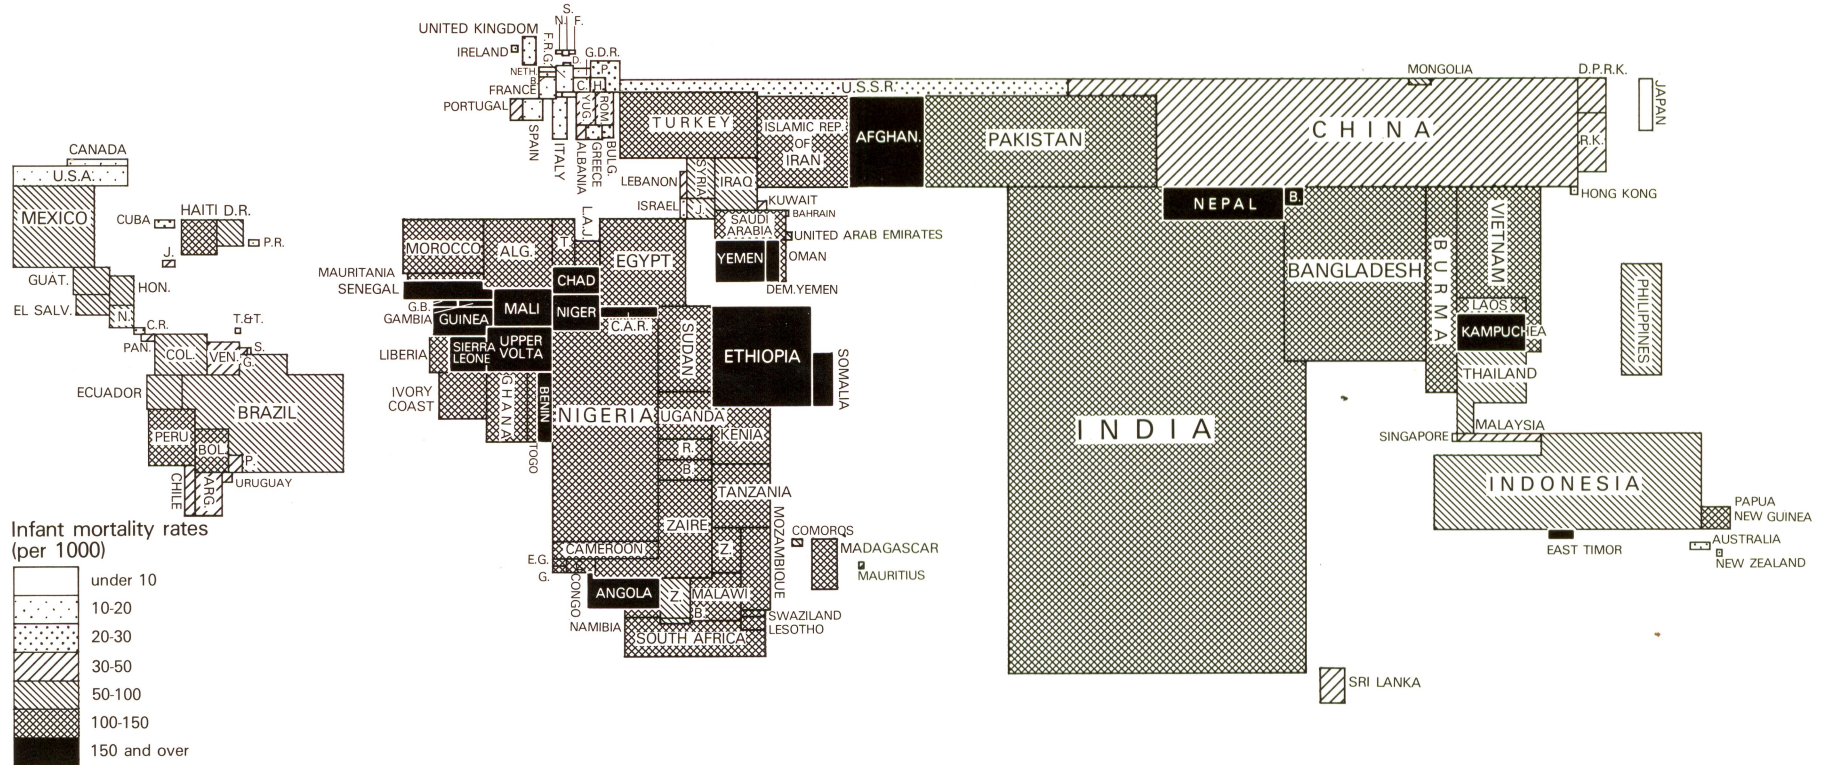 UNITED KINGDOM
IRELAND
F.R.G.
N.
S.
F.
D.
G.D.R.
NETH.
B.
FRANCE
C.
H.
P.
PORTUGAL
SPAIN
ITALY
YUG.
ROM.
ALBANIA
GREECE
BULG.
U.S.S.R.
MONGOLIA
D.P.R.K.
JAPAN
TURKEY
ISLAMIC REP.
OF
IRAN
AFGHAN.
PAKISTAN
CHINA
R.K.
HONG KONG
CANADA
U.S.A.
MEXICO
CUBA
HAITI
D.R.
P.R.
J.
GUAT.
HON.
EL SALV.
N.
C.R.
PAN.
T.&T.
COL.
VEN.
S.
G.
ECUADOR
BRAZIL
PERU
BOL.
P.
URUGUAY
CHILE
ARG.
LEBANON
SYRIA
IRAQ
ISRAEL
J.
KUWAIT
BAHRAIN
SAUDI
ARABIA
UNITED ARAB EMIRATES
YEMEN
OMAN
DEM.YEMEN
MOROCCO
ALG.
T.
L.A.J.
EGYPT
MAURITANIA
SENEGAL
G.B.
GAMBIA
GUINEA
MALI
CHAD
NIGER
C.A.R.
LIBERIA
SIERRA
LEONE
UPPER
VOLTA
IVORY
COAST
GHANA
TOGO
BENIN
NIGERIA
SUDAN
ETHIOPIA
SOMALIA
UGANDA
KENIA
R.
B.
TANZANIA
ZAIRE
CAMEROON
E.G.
G.
CONGO
ANGOLA
Z.
Z.
MALAWI
MOZAMBIQUE
COMOROS
MADAGASCAR
MAURITIUS
NAMIBIA
B.
SWAZILAND
LESOTHO
SOUTH AFRICA
NEPAL
B.
INDIA
BANGLADESH
BURMA
VIETNAM
LAOS
KAMPUCHEA
THAILAND
MALAYSIA
SINGAPORE
PHILIPPINES
INDONESIA
PAPUA
NEW GUINEA
EAST TIMOR
AUSTRALIA
NEW ZEALAND
SRI LANKA
Infant mortality rates
(per 1000)
under 10
10-20
20-30
30-50
50-100
100-150
150 and over